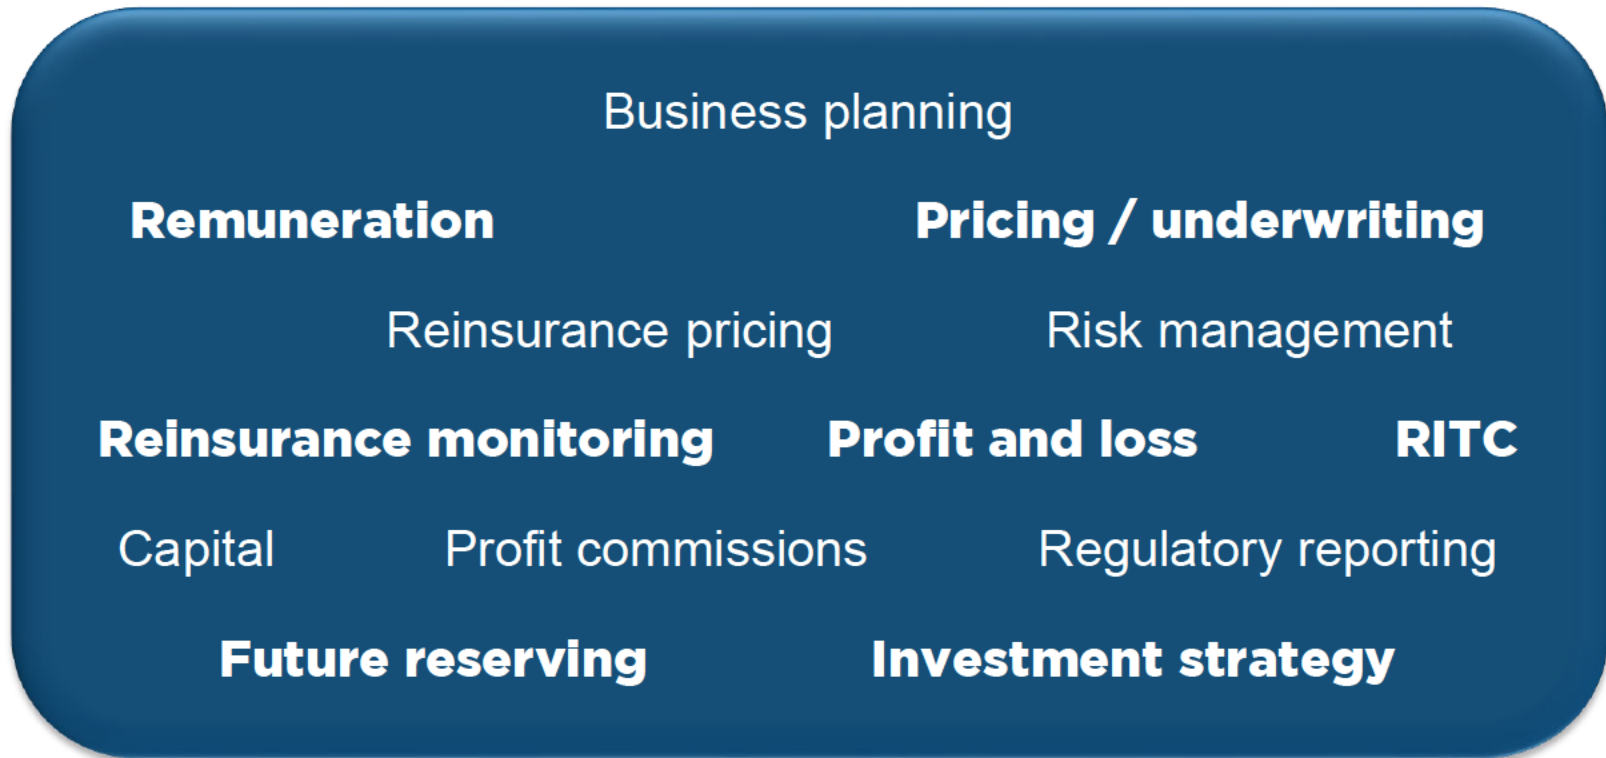 Business planning
Remuneration Pricing / underwriting
Reinsurance pricing Risk management
Reinsurance monitoring Profit and loss RITC
Capital Profit commissions Regulatory reporting
Future reserving Investment strategy